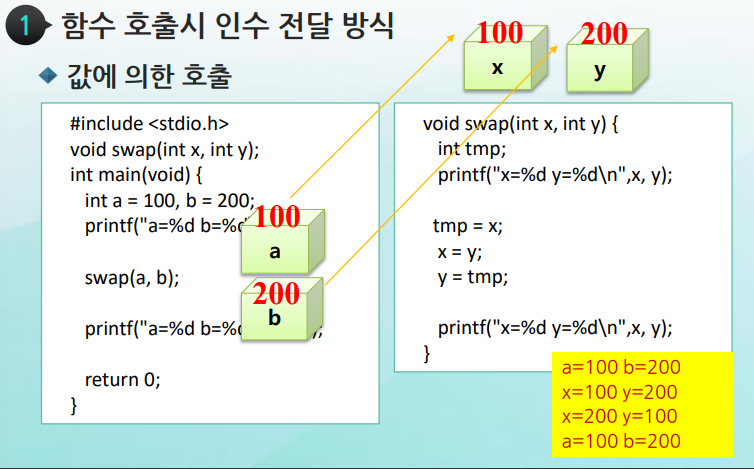 1 함수 호출시 인수 전달 방식
값에 의한 호출
100
x
200
y
#include <stdio.h>
void swap(int x, int y);
int main(void) {
int a = 100, b = 200;
printf("a=%d b=%d
swap(a, b);
printf("a=%d b=%d
return 0;
}
100
a
200
b
void swap(int x, int y) {
int tmp;
printf("x=%d y=%d\n",x, y);
tmp = x;
x = y;
y = tmp;
printf("x=%d y=%d\n",x, y);
}
a=100 b=200
x=100 y=200
x=200 y=100
a=100 b=200